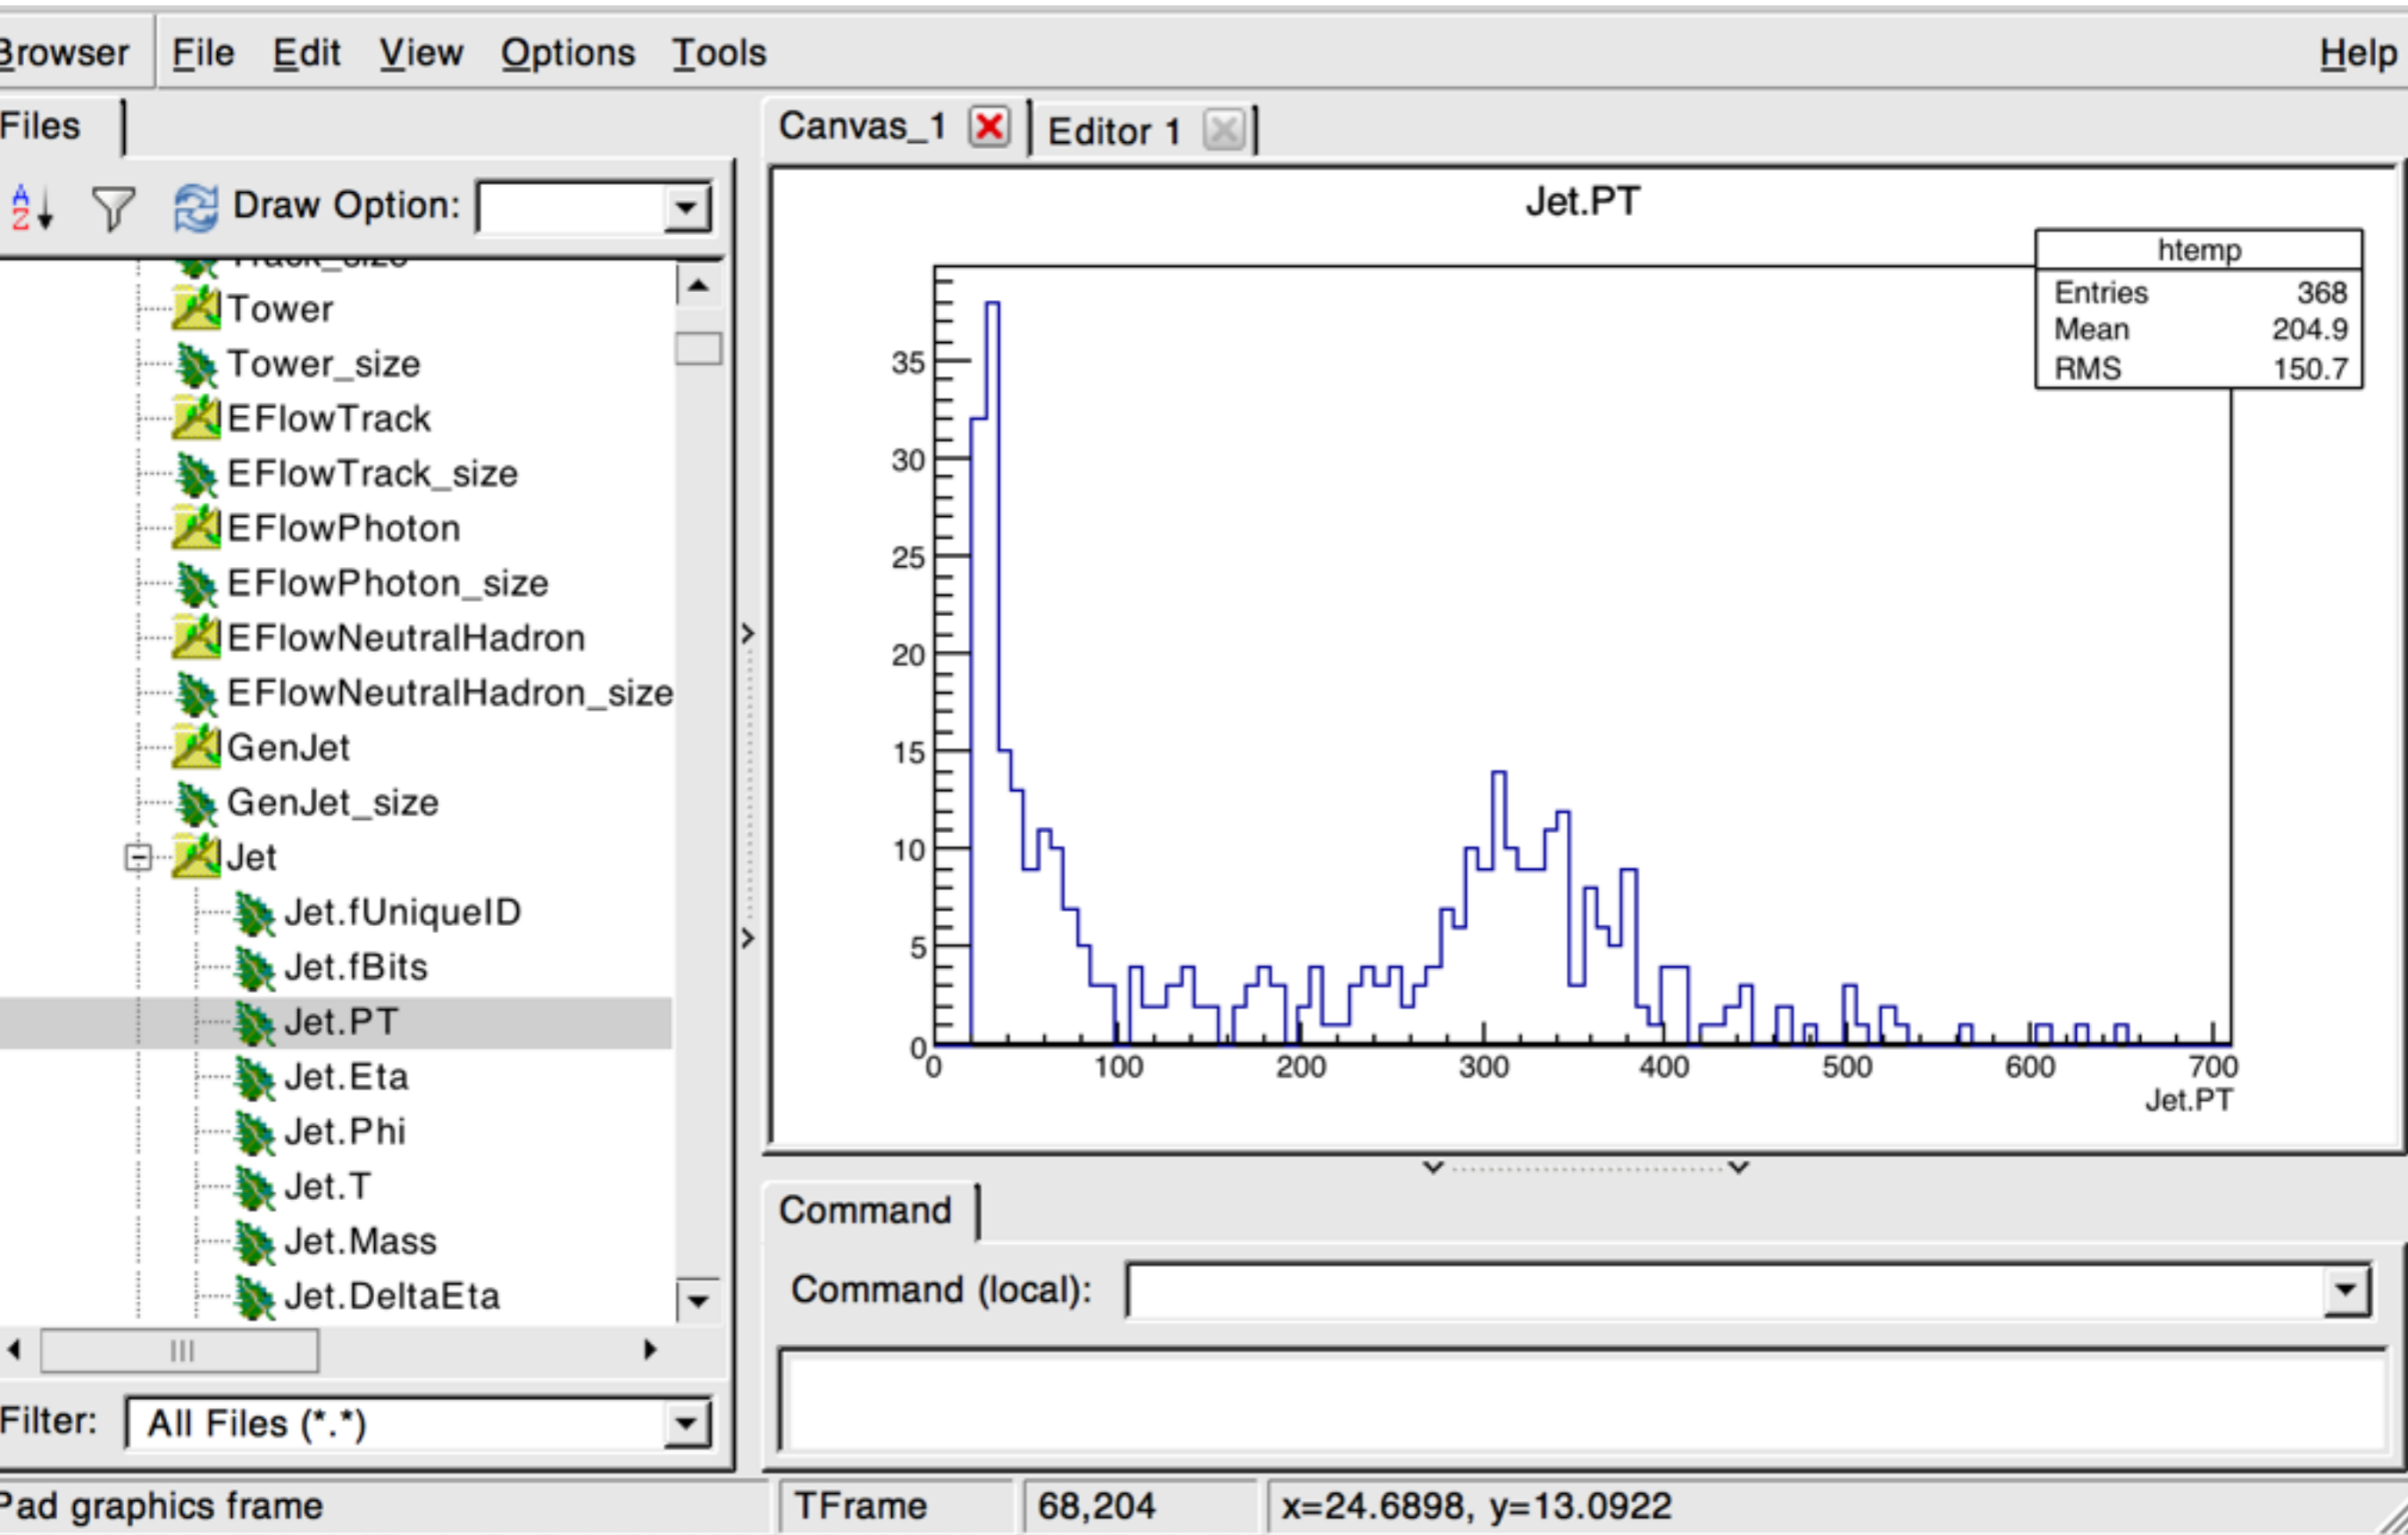 Browser File Edit View Options Tools Help
Files
Canvas_1 Editor 1
Draw Option:
Track_size
Tower
Tower_size
EFlowTrack
EFlowTrack_size
EFlowPhoton
EFlowPhoton_size
EFlowNeutralHadron
EFlowNeutralHadron_size
GenJet
GenJet_size
Jet
Jet.fUniqueID
Jet.fBits
Jet.PT
Jet.Eta
Jet.Phi
Jet.T
Jet.Mass
Jet.DeltaEta
Filter: All Files (*.*)
Jet.PT
htemp
Entries 368
Mean 204.9
RMS 150.7
35
30
25
20
15
10
5
0
0 100 200 300 400 500 600 700
Jet.PT
Command
Command (local):
Pad graphics frame TFrame 68,204 x=24.6898, y=13.0922